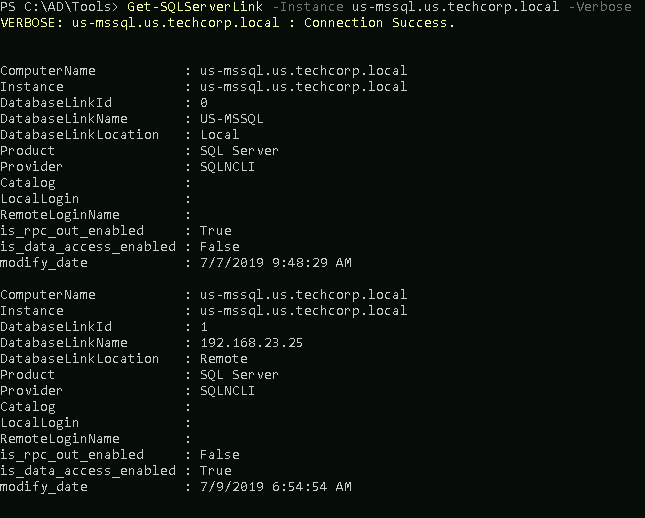 PS C:\AD\Tools> Get-SQLServerLink -Instance us-mssql.us.techcorp.local -Verbose
VERBOSE: us-mssql.us.techcorp.local : Connection Success.
ComputerName           : us-mssql.us.techcorp.local
Instance               : us-mssql.us.techcorp.local
DatabaseLinkId         : 0
DatabaseLinkName       : US-MSSQL
DatabaseLinkLocation   : Local
Product                : SQL Server
Provider               : SQLNCLI
Catalog                :
LocalLogin             :
RemoteLoginName        :
is_rpc_out_enabled     : True
is_data_access_enabled : False
modify_date            : 7/7/2019 9:48:29 AM
ComputerName           : us-mssql.us.techcorp.local
Instance               : us-mssql.us.techcorp.local
DatabaseLinkId         : 1
DatabaseLinkName       : 192.168.23.25
DatabaseLinkLocation   : Remote
Product                : SQL Server
Provider               : SQLNCLI
Catalog                :
LocalLogin             :
RemoteLoginName        :
is_rpc_out_enabled     : False
is_data_access_enabled : True
modify_date            : 7/9/2019 6:54:54 AM